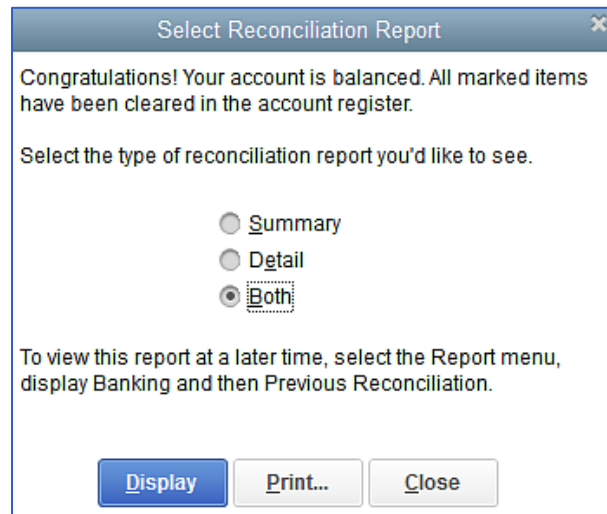 Select Reconciliation Report
Congratulations! Your account is balanced. All marked items
have been cleared in the account register.
Select the type of reconciliation report you'd like to see.
Summary
Detail
Both
To view this report at a later time, select the Report menu,
display Banking and then Previous Reconciliation.
Display Print... Close